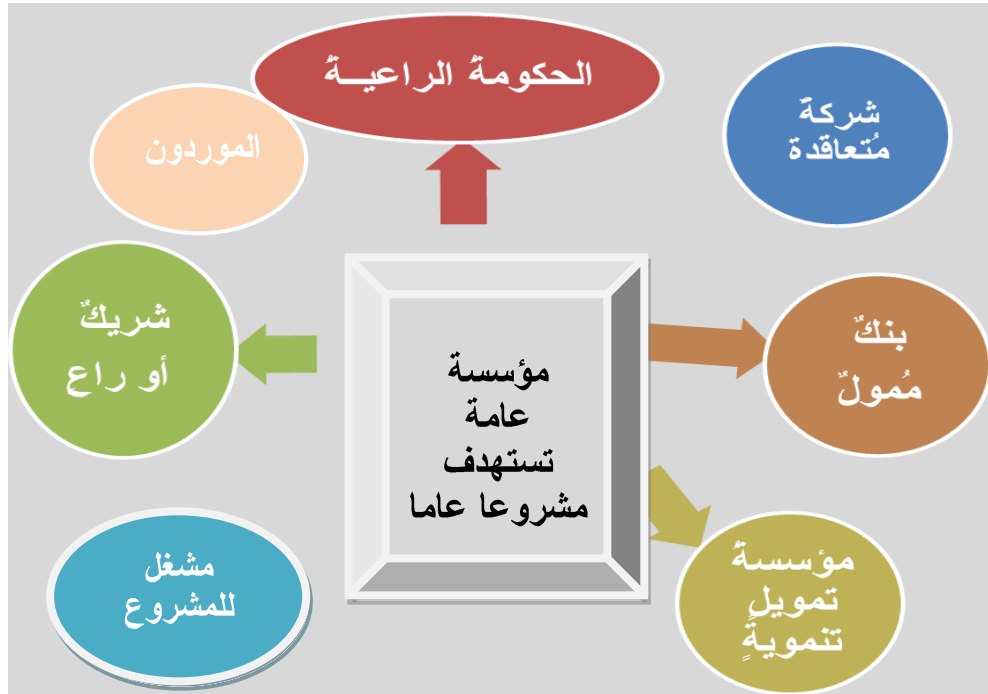 الحكومةُ الراعيــةُ
شركةٌ
مُتعاقدة
الموردون
شريكٌ
أو راع
بنكٌ
مُمولٌ
مؤسسة
عامة
تستهدف
مشروعا عاما
مشغل
للمشروع
مؤسسةُ
تمويل
تنمويةٍ